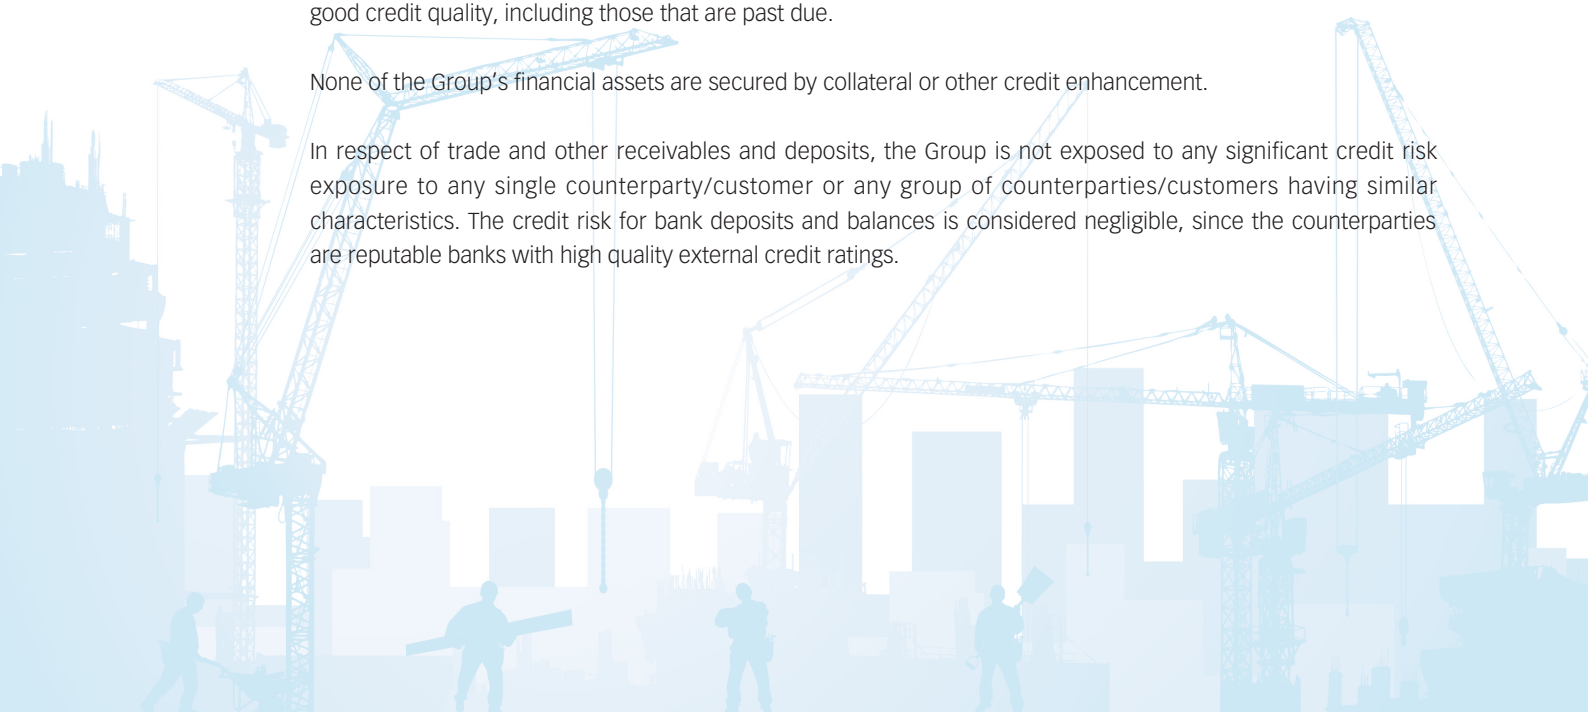 good credit quality, including those that are past due.
None of the Group’s financial assets are secured by collateral or other credit enhancement.
In respect of trade and other receivables and deposits, the Group is not exposed to any significant credit risk
exposure to any single counterparty/customer or any group of counterparties/customers having similar
characteristics. The credit risk for bank deposits and balances is considered negligible, since the counterparties
are reputable banks with high quality external credit ratings.